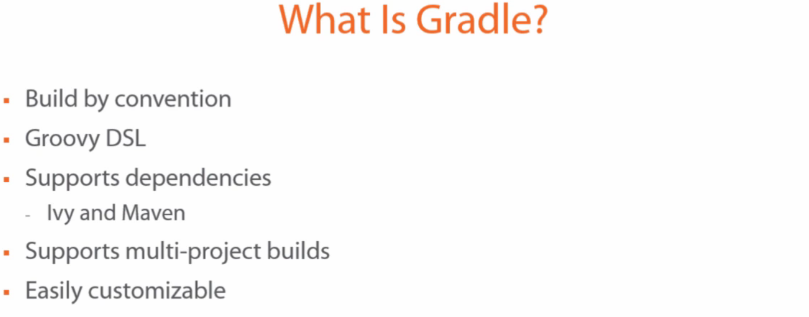 What Is Gradle?
▪ Build by convention
▪ Groovy DSL
▪ Supports dependencies
- Ivy and Maven
▪ Supports multi-project builds
▪ Easily customizable